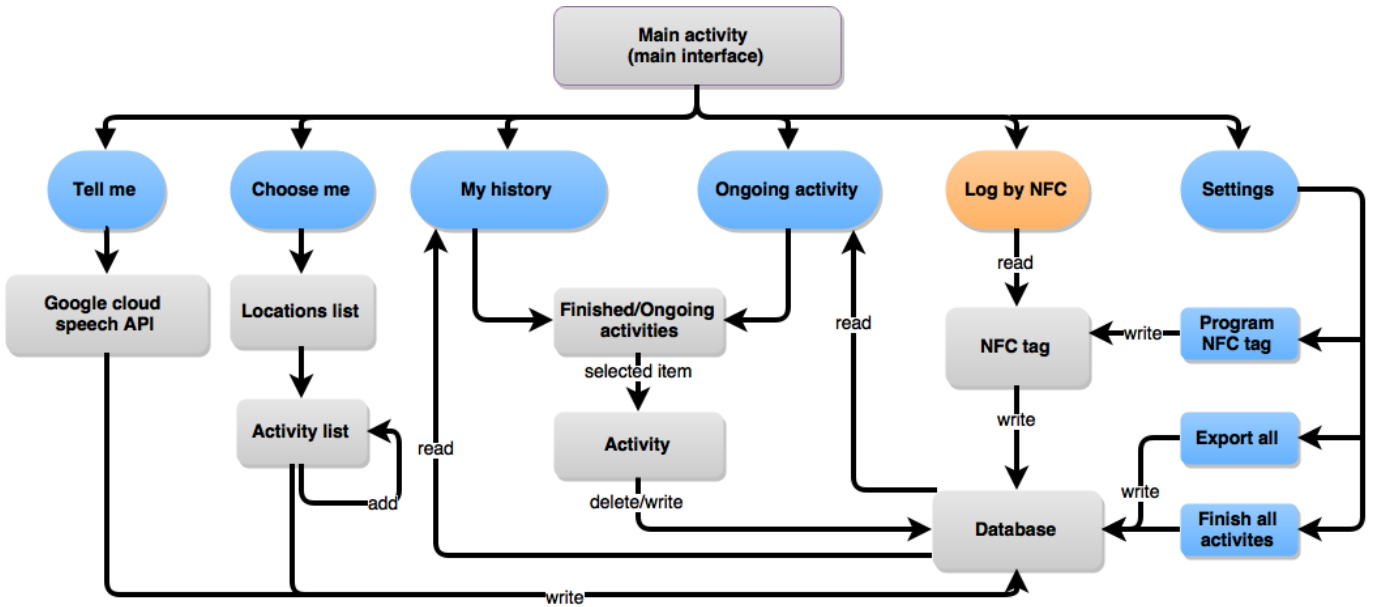 Main activity
(main interface)
Tell me
Choose me
My history
Ongoing activity
Log by NFC
Settings
read
Google cloud
speech API
Locations list
Finished/Ongoing
activities
read
NFC tag
write
Program
NFC tag
selected item
Activity list
Activity
read
write
Export all
add
delete/write
write
Database
Finish all
activites
write